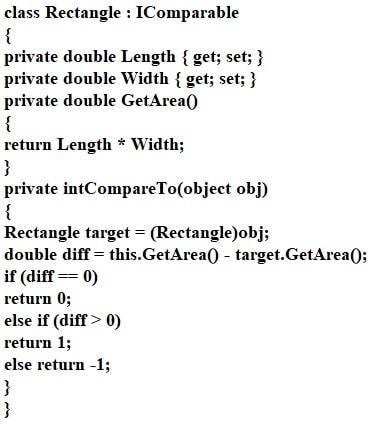 class Rectangle : IComparable
{
private double Length { get; set; }
private double Width { get; set; }
private double GetArea()
{
return Length * Width;
}
private intCompareTo(object obj)
{
Rectangle target = (Rectangle)obj;
double diff = this.GetArea() - target.GetArea();
if (diff == 0)
return 0;
else if (diff > 0)
return 1;
else return -1;
}
}